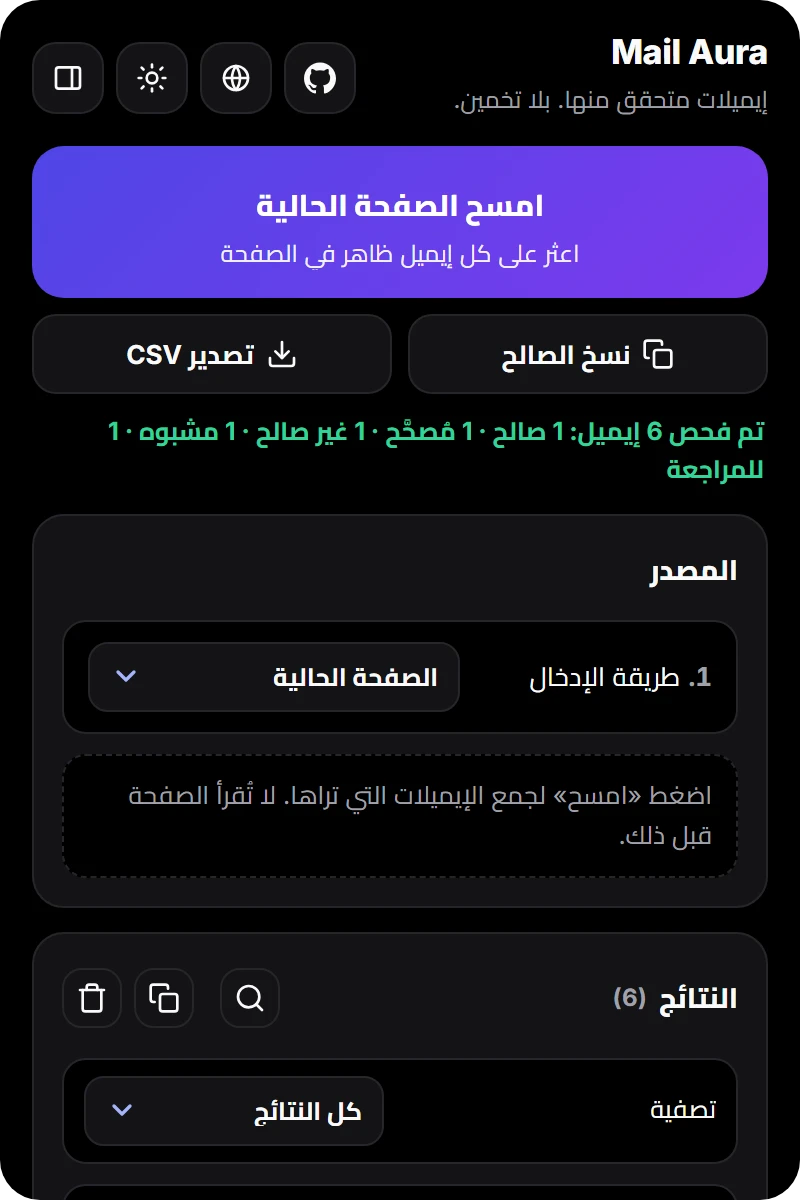 Mail Aura
إيميلات متحقق منها. بلا تخمين.
امسح الصفحة الحالية
اعثر على كل إيميل ظاهر في الصفحة
نسخ الصالح
تصدير CSV
تم فحص 6 إيميل: 1 صالح · 1 مُصحَّح · 1 غير صالح · 1 مشبوه · 1
للمراجعة
المصدر
1. طريقة الإدخال
الصفحة الحالية
اضغط «امسح» لجمع الإيميلات التي تراها. لا تُقرأ الصفحة
قبل ذلك.
النتائج (6)
تصفية
كل النتائج